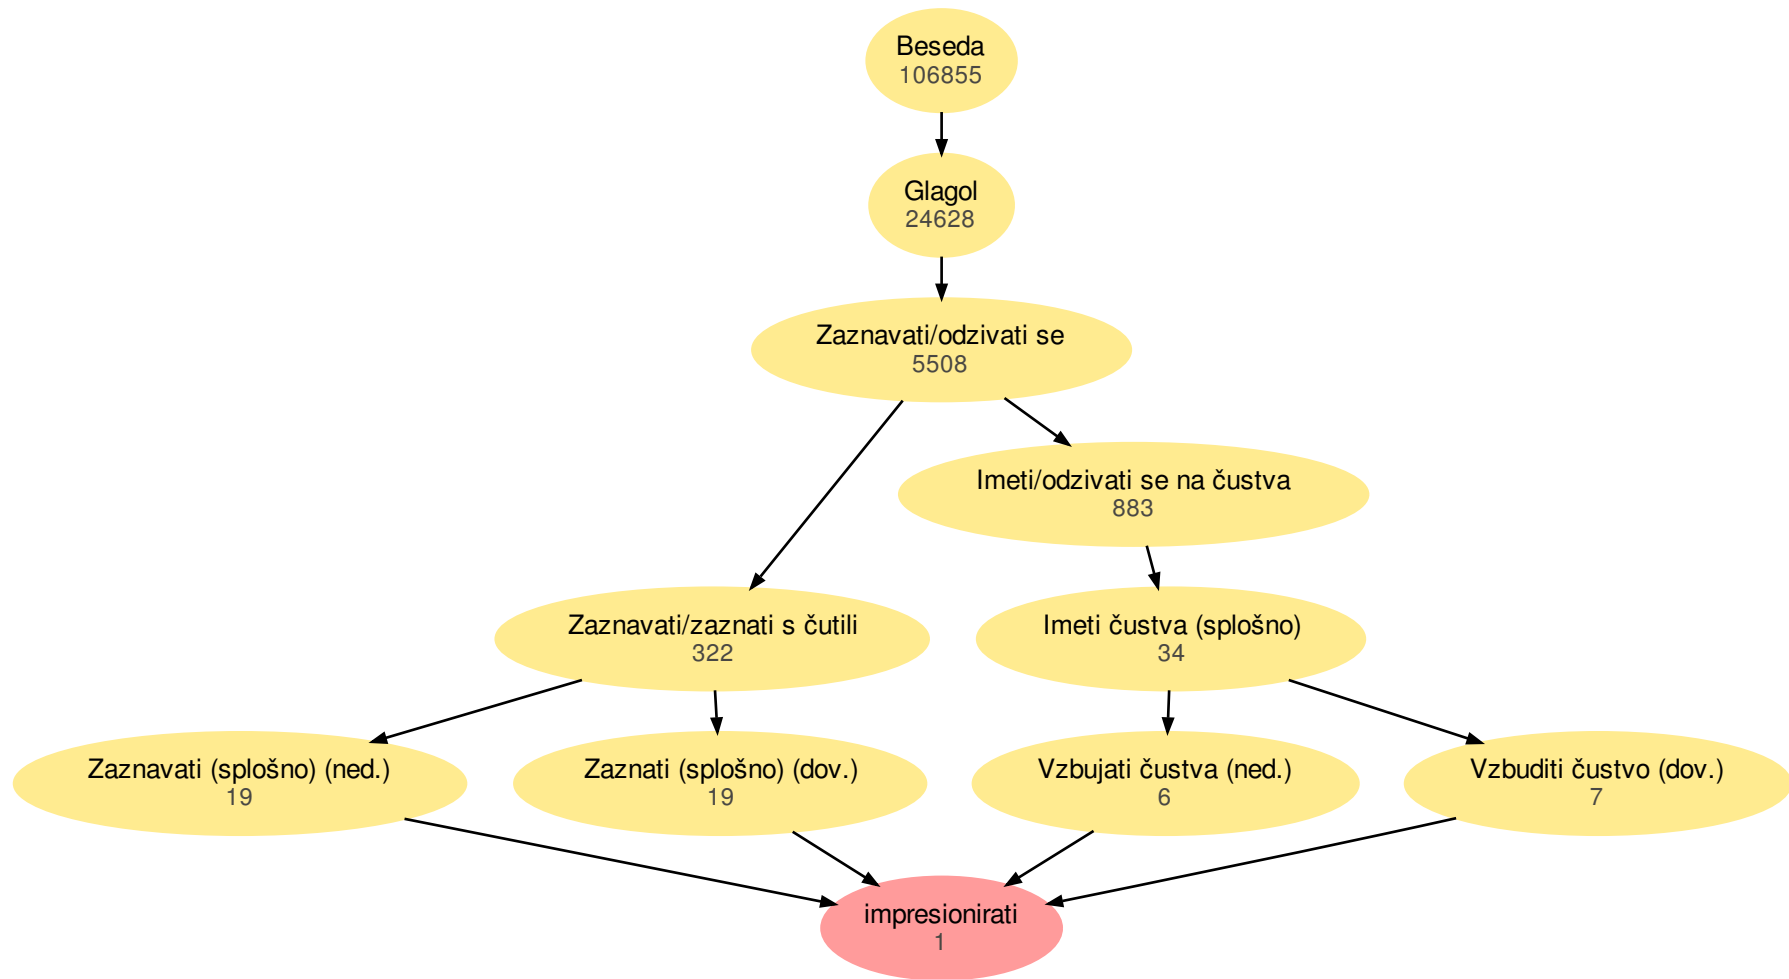 Beseda
106855
Glagol
24628
Zaznavati/odzivati se
5508
Imeti/odzivati se na čustva
883
Zaznavati/zaznati s čutili
322
Imeti čustva (splošno)
34
Zaznavati (splošno) (ned.)
19
Zaznati (splošno) (dov.)
19
Vzbujati čustva (ned.)
6
Vzbuditi čustvo (dov.)
7
impresionirati
1